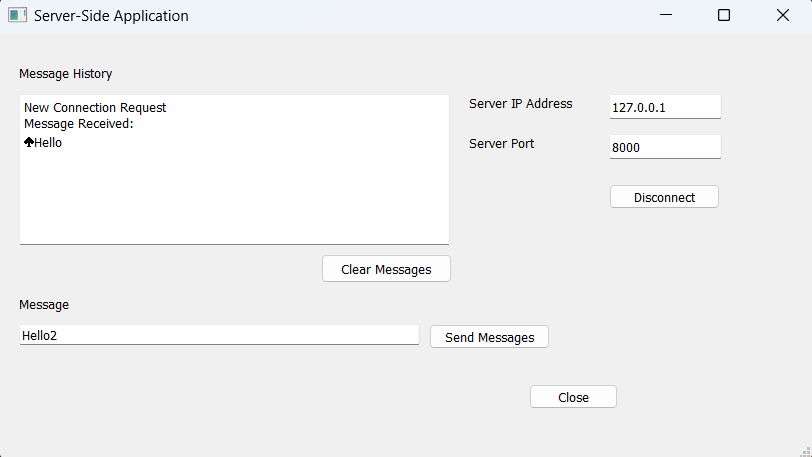 Server-Side Application
Message History
New Connection Request
Message Received:
♠Hello
Server IP Address
127.0.0.1
Server Port
8000
Disconnect
Clear Messages
Message
Hello2
Send Messages
Close